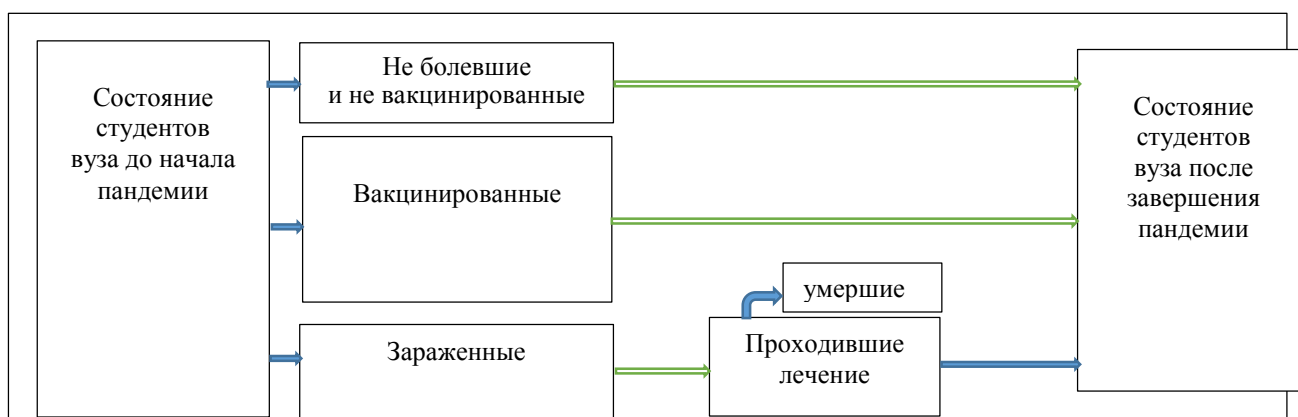 Состояние
студентов
вуза до начала
пандемии
Не болевшие
и не вакцинированные
Вакцинированные
Зараженные
умершие
Проходившие
лечение
Состояние
студентов
вуза после
завершения
пандемии